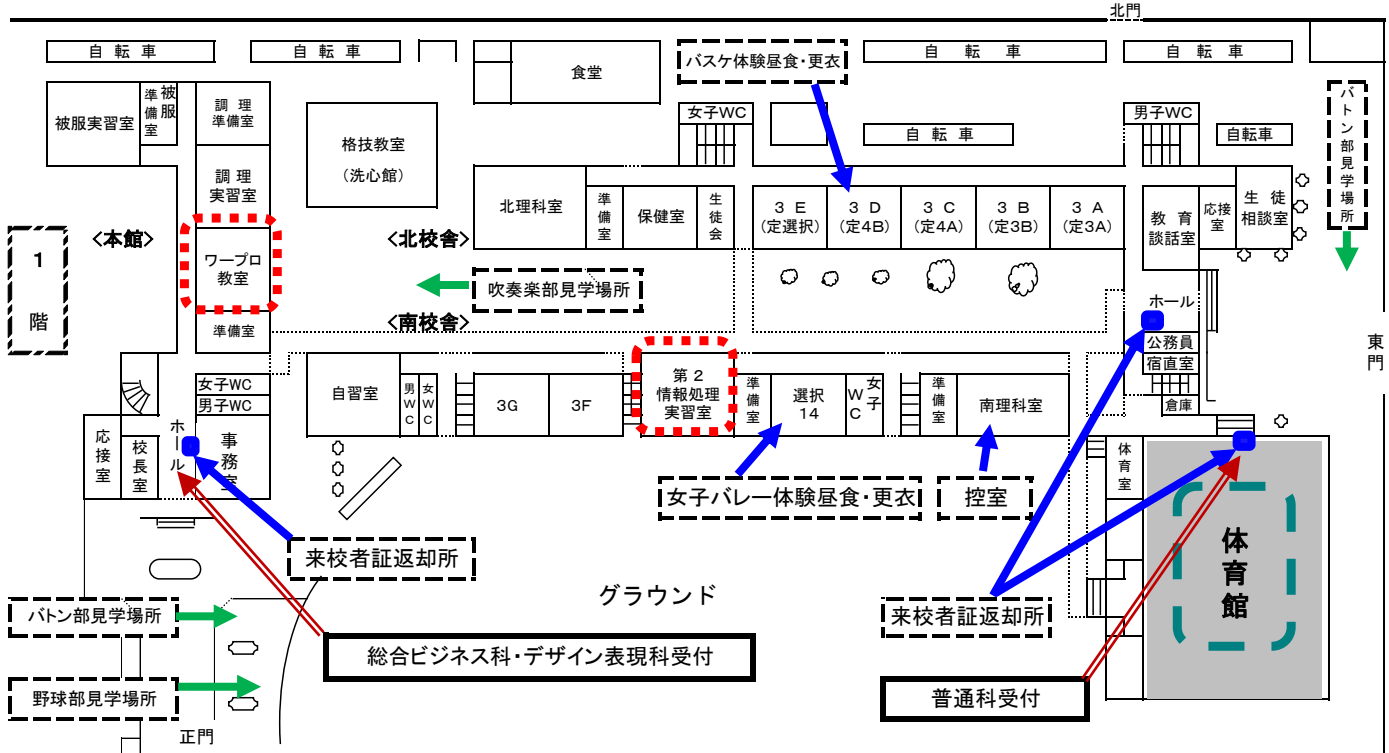 北門
自 転 車
自 転 車
自 転 車
自 転 車
食堂
バスケ体験昼食・更衣
被服実習室
被服
準備室
調 理
準備室
格技教室
(洗心館)
女子WC
自 転 車
男子WC
自転車
バトン部見学場所
調 理
実習室
北理科室
準備室
保健室
生徒会
3 E
(定選択)
3 D
(定4B)
3 C
(定4A)
3 B
(定3B)
3 A
(定3A)
教 育
談話室
応接室
生 徒
相談室
1
階
<本館>
ワープロ
教室
<北校舎>
吹奏楽部見学場所
ホール
準備室
<南校舎>
公務員
宿直室
東門
女子WC
男子WC
自習室
男WC
女WC
3G
3F
第 2
情報処理
実習室
準備室
選択
14
女子
WC
準備室
南理科室
倉庫
応接室
校長室
ホール
事務室
体育室
女子バレー体験昼食・更衣
控室
体育館
来校者証返却所
グラウンド
来校者証返却所
バトン部見学場所
総合ビジネス科・デザイン表現科受付
野球部見学場所
普通科受付
正門